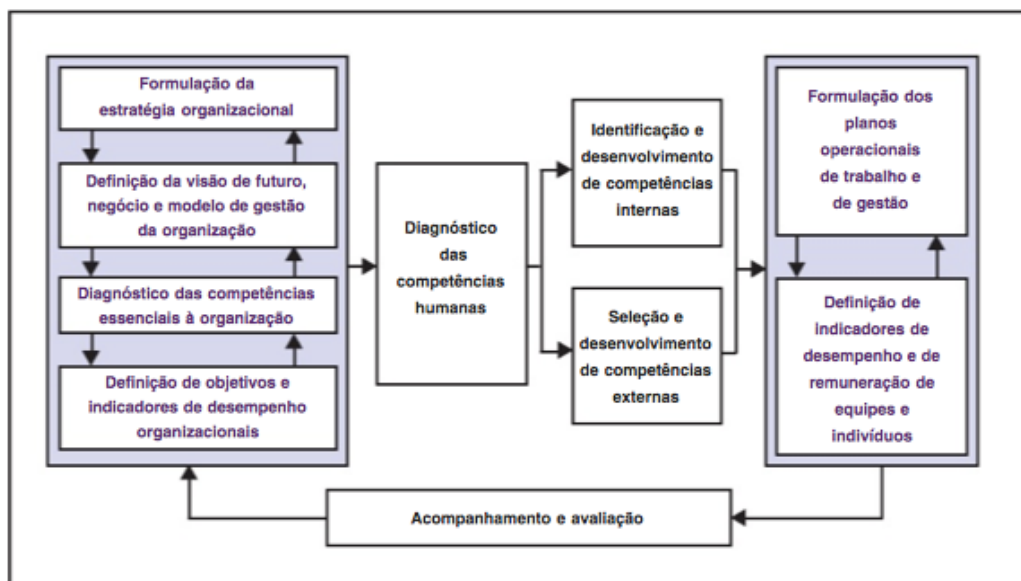 Formulação da
estratégia organizacional
Definição da visão de futuro,
negócio e modelo de gestão
da organização
Diagnóstico das competências
essenciais à organização
Definição de objetivos e
indicadores de desempenho
organizacionais
Diagnóstico
das
competências
humanas
Identificação e
desenvolvimento
de competências
internas
Seleção e
desenvolvimento
de competências
externas
Formulação dos
planos
operacionais
de trabalho e
de gestão
Definição de
indicadores de
desempenho e de
remuneração de
equipes e
indivíduos
Acompanhamento e avaliação